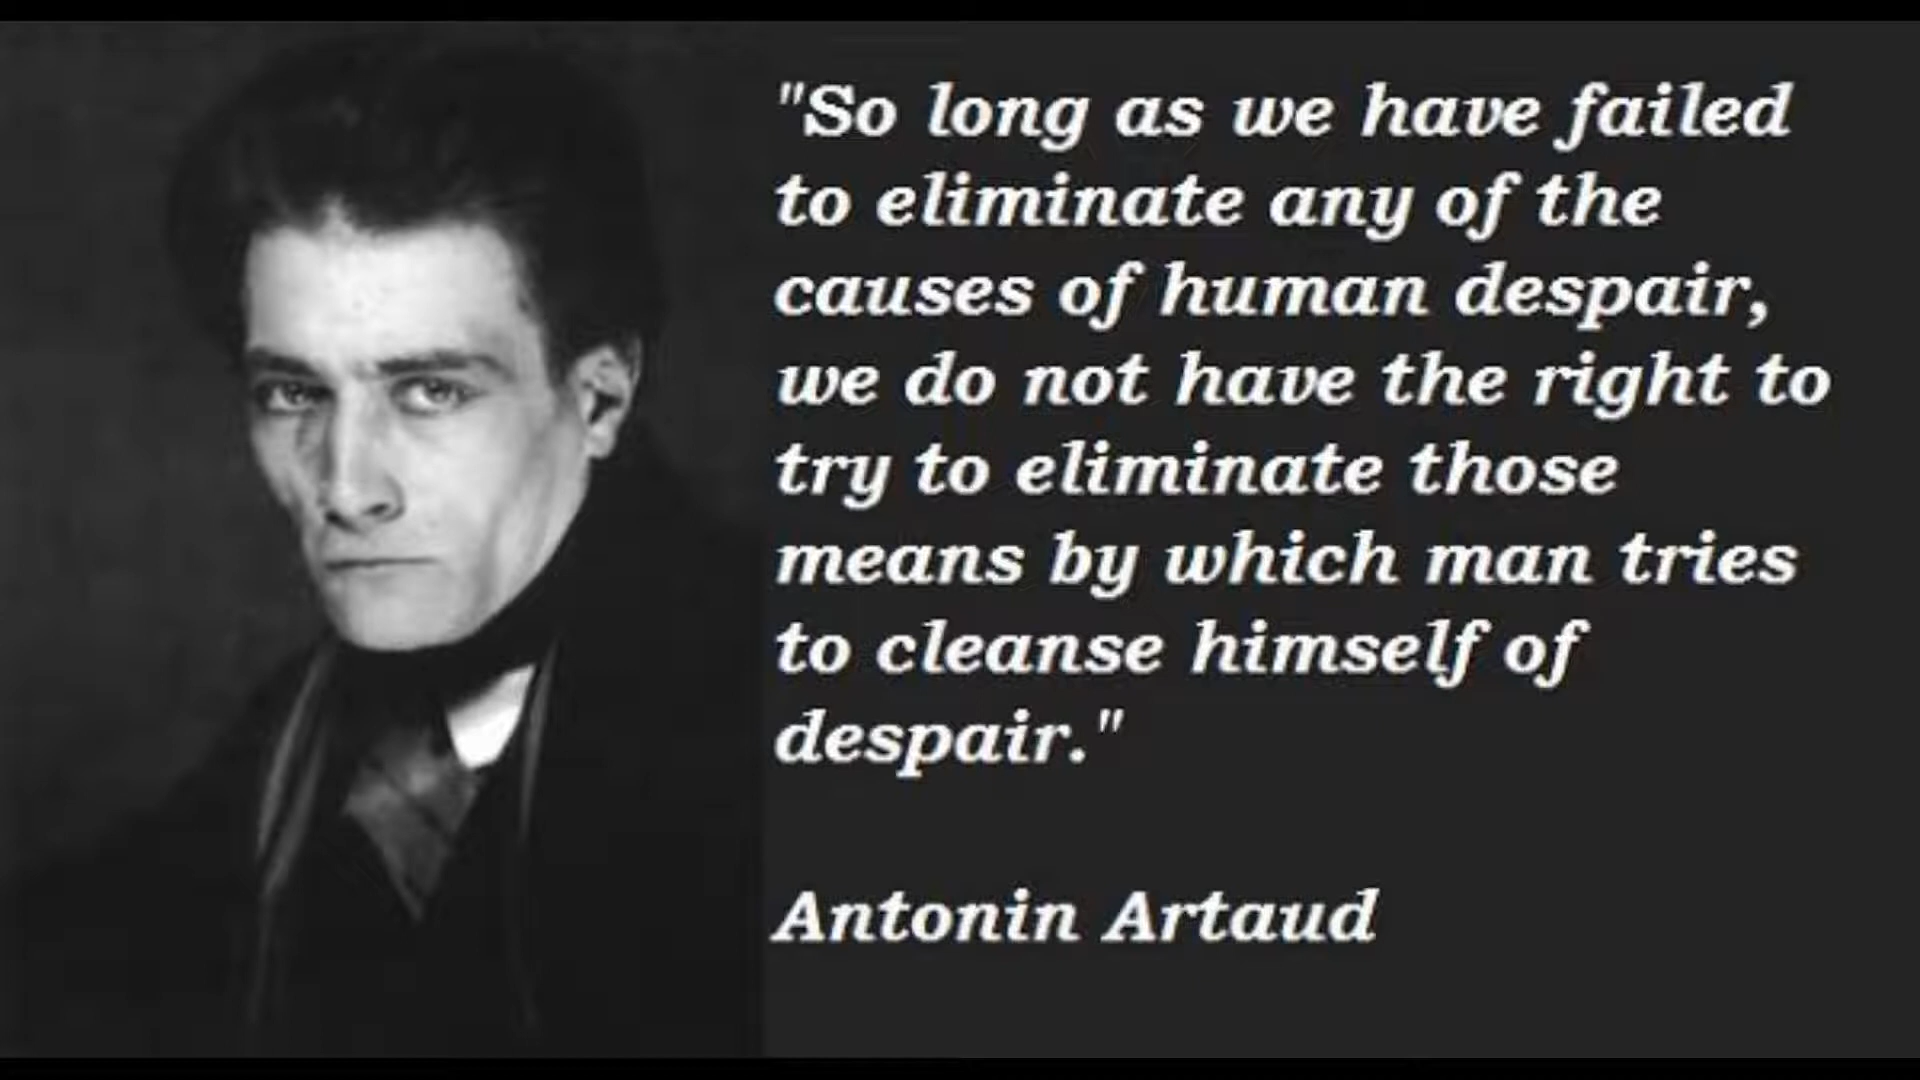 "So long as we have failed
to eliminate any of the
causes of human despair,
we do not have the right to
try to eliminate those
means by which man tries
to cleanse himself of
despair."
Antonin Artaud